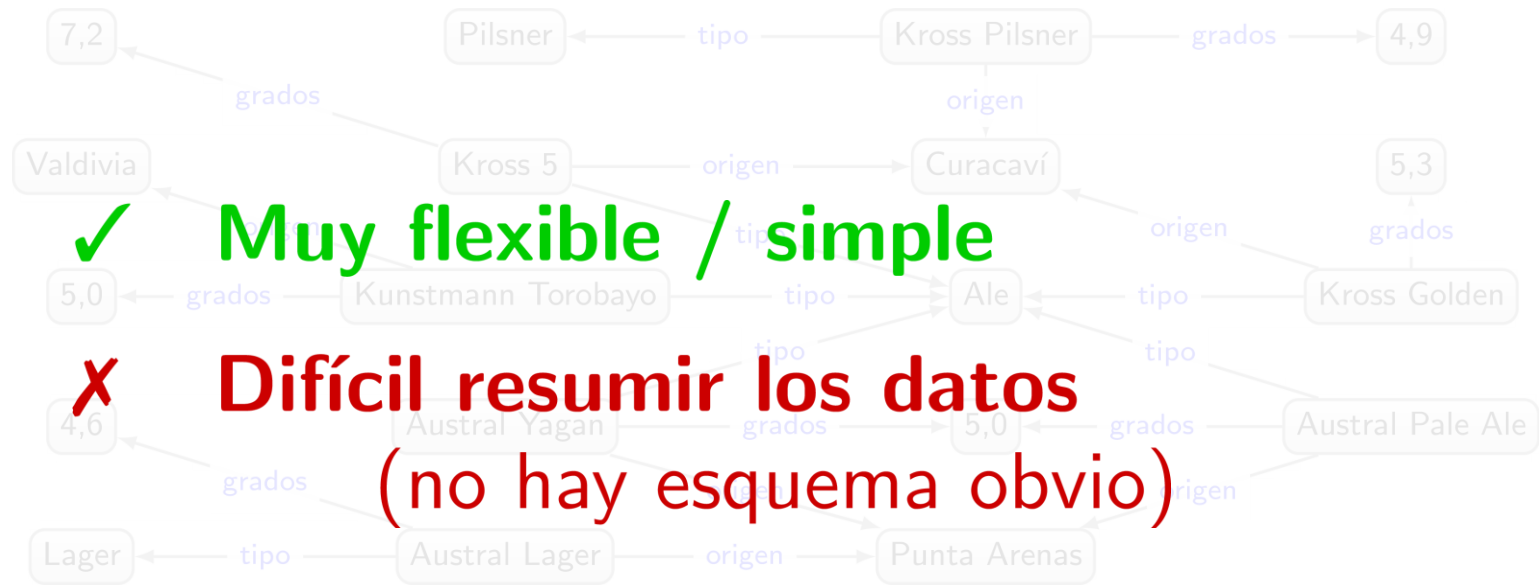 7,2 Pilsner tipo Kross Pilsner grados 4,9
grados origen
Valdivia Kross 5 origen Curacaví 5,3
✓ Muy flexible / simple
origen tipo origen grados
5,0 grados Kunstmann Torobayo tipo Ale tipo Kross Golden
tipo tipo
✗ Difícil resumir los datos
4,6 Austral Yagan grados 5,0 grados Austral Pale Ale
(no hay esquema obvio)
grados origen origen
Lager tipo Austral Lager origen Punta Arenas